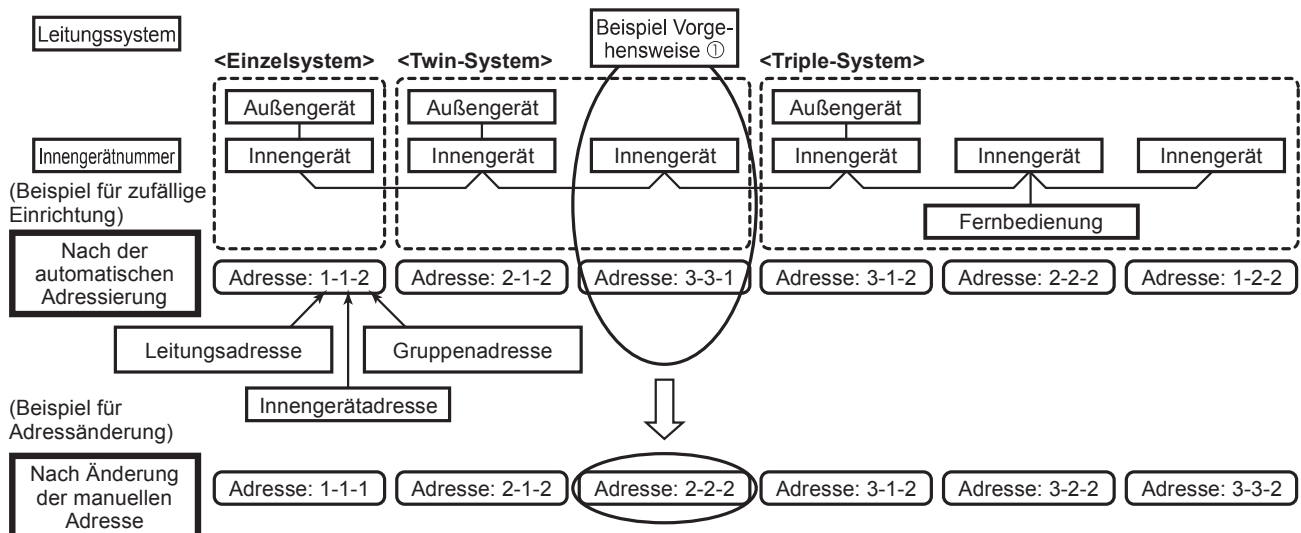 Leitungssystem
Beispiel Vorge-
hensweise ①
<Einzelsystem>
<Twin-System>
<Triple-System>
Außengerät
Außengerät
Außengerät
Innengerätnummer
Innengerät
Innengerät
Innengerät
Innengerät
Innengerät
Innengerät
(Beispiel für zufällige
Einrichtung)
Fernbedienung
Nach der
automatischen
Adressierung
Adresse: 1-1-2
Adresse: 2-1-2
Adresse: 3-3-1
Adresse: 3-1-2
Adresse: 2-2-2
Adresse: 1-2-2
Leitungsadresse
Gruppenadresse
Innengerätadresse
(Beispiel für
Adressänderung)
Nach Änderung
der manuellen
Adresse
Adresse: 1-1-1
Adresse: 2-1-2
Adresse: 2-2-2
Adresse: 3-1-2
Adresse: 3-2-2
Adresse: 3-3-2